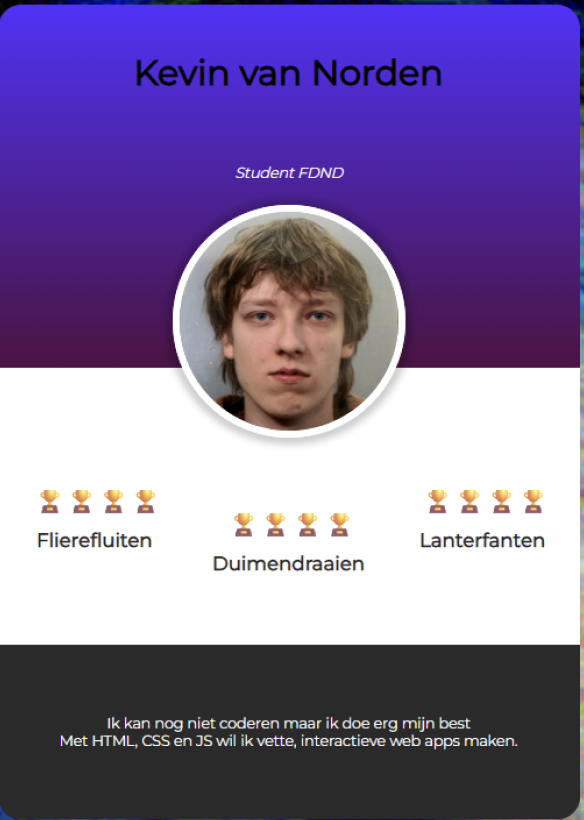 Kevin van Norden
Student FDND
Flierefluiten
Duimendraaien
Lanterfanten
Ik kan nog niet coderen maar ik doe erg mijn best
Met HTML, CSS en JS wil ik vette, interactieve web apps maken.